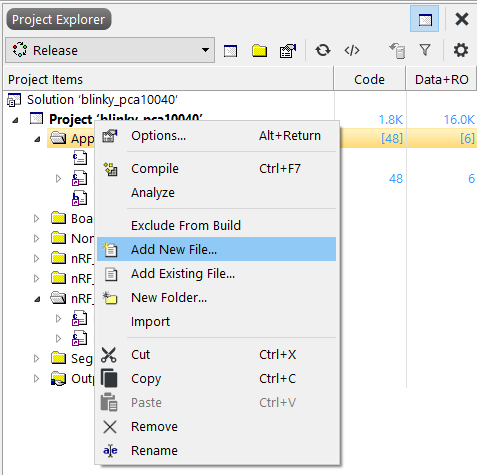 Project Explorer
Release
Project Items Code Data+RO
Solution 'blinky_pca10040'
Project 'blinky_pca10040' 1.8K 16.0K
App [48] [6]
Options... Alt+Return
Compile Ctrl+F7
48 6
Analyze
Boa
Exclude From Build
Nor
Add New File...
nRF_
Add Existing File...
nRF_
New Folder...
nRF_
Import
Cut Ctrl+X
Seg
Copy Ctrl+C
Outp
Paste Ctrl+V
Remove
Rename